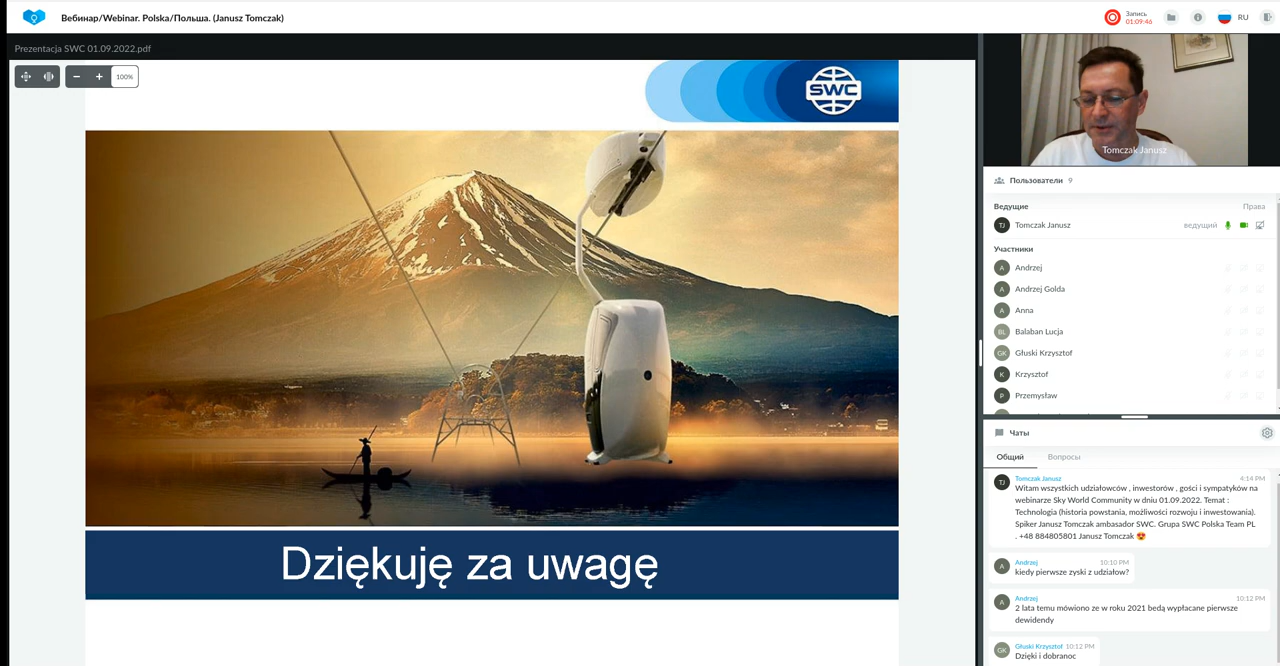 Вебинар/Webinar. Polska/Польша. (Janusz Tomczak)
Запись
01:09:46
RU
Prezentacja SWC 01.09.2022.pdf
100%
SWC
Dziękuję za uwagę
Tomczak Janusz
Пользователи 9
Ведущие
Права
TJ
Tomczak Janusz
ведущий
Участники
A
Andrzej
A
Andrzej Golda
A
Anna
BL
Balaban Lucja
GK
Głuski Krzysztof
K
Krzysztof
P
Przemysław
Чаты
Общий
Вопросы
TJ
Tomczak Janusz 4:14 PM
Witam wszystkich udziałowców , inwestorów , gości i sympatyków na
webinarze Sky World Community w dniu 01.09.2022. Temat :
Technologia (historia powstania, możliwości rozwoju i inwestowania).
Spiker Janusz Tomczak ambasador SWC. Grupa SWC Polska Team PL
. +48 884805801 Janusz Tomczak 😍
A
Andrzej 10:10 PM
kiedy pierwsze zyski z udziałow?
A
Andrzej 10:12 PM
2 lata temu mówiono ze w roku 2021 bedą wypłacane pierwsze
dewidendy
GK
Głuski Krzysztof 10:12 PM
Dzięki i dobranoc